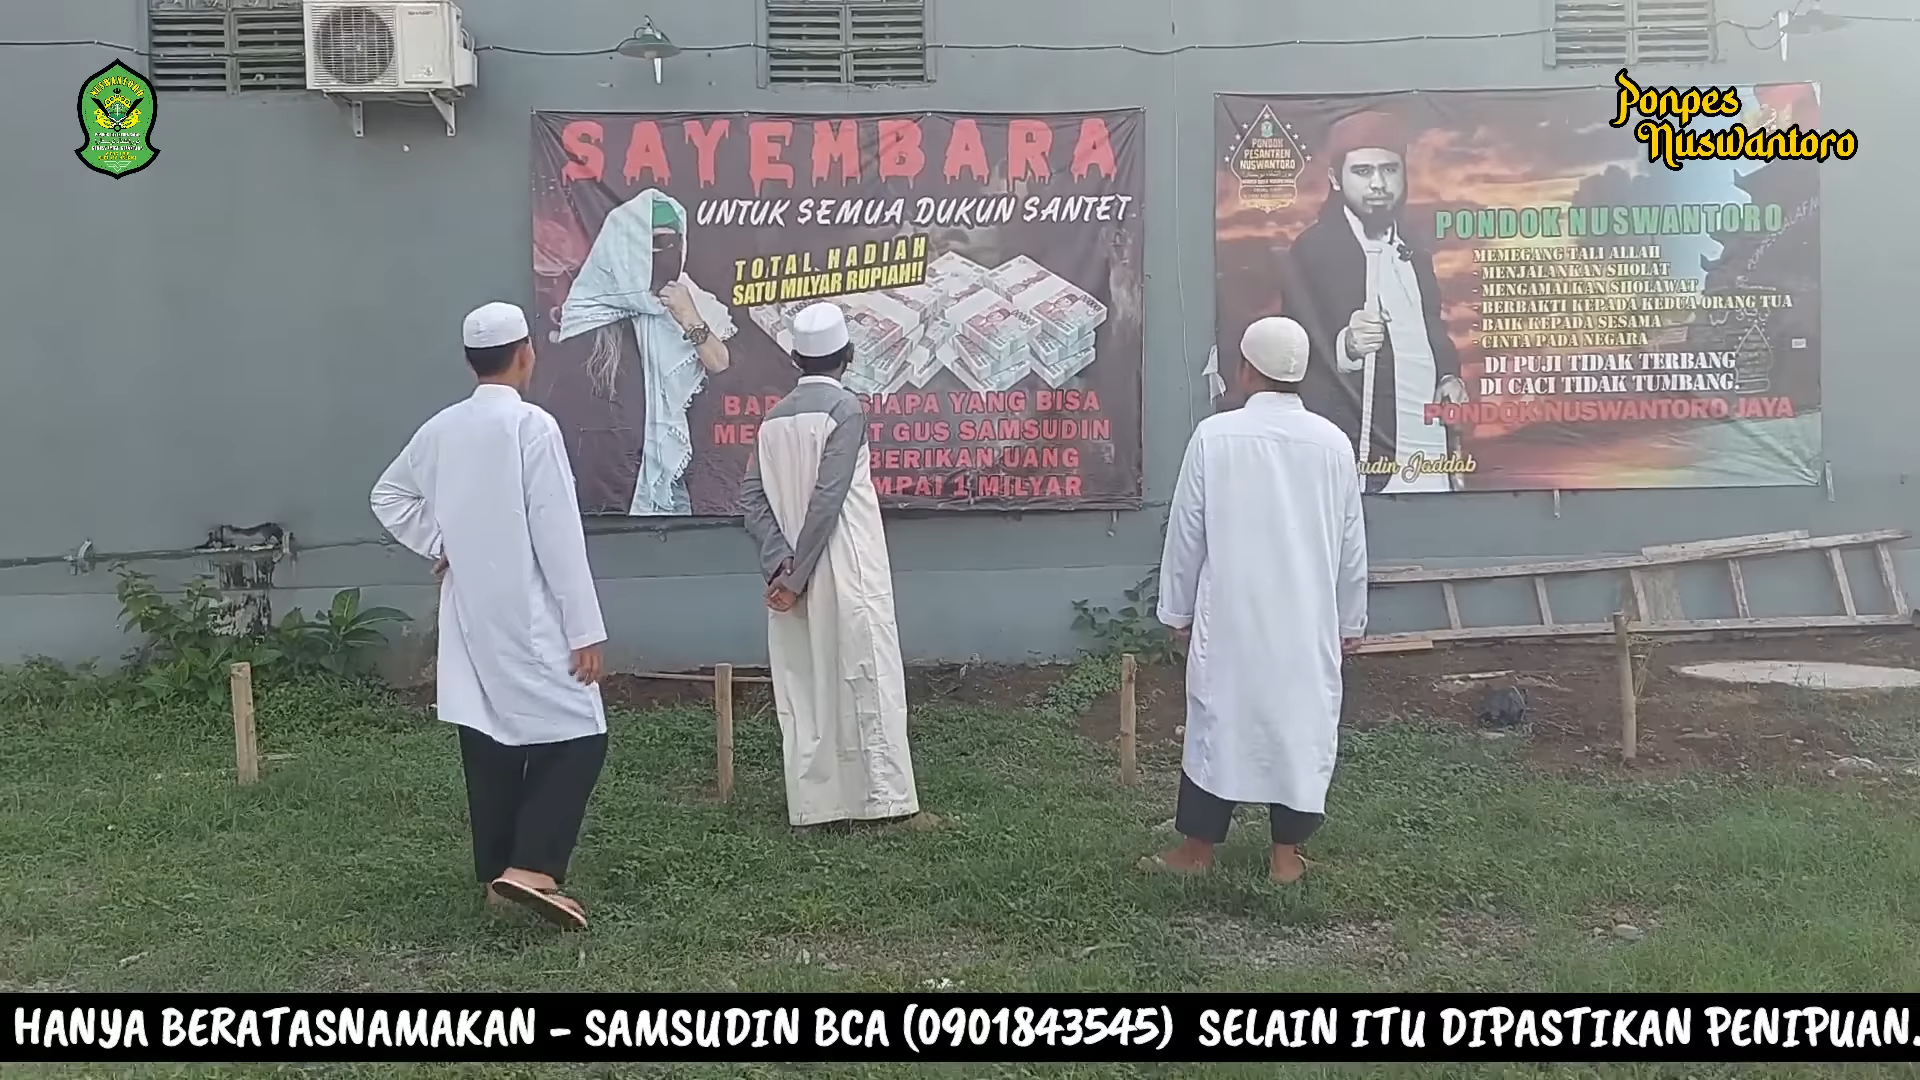 NUSWANTORO
Ponpes
Nuswantoro
SAYEMBARA
UNTUK SEMUA DUKUN SANTET
TOTAL HADIAH
SATU MILYAR RUPIAH!!
SIAPA YANG BISA
GUS SAMSUDIN
BERIKAN UANG
1 MILYAR
PONDOK
PESANTREN
NUSWANTORO
PONDOK NUSWANTORO
MEMEGANG TALI ALLAH
- MENJALANKAN SHOLAT
- MENGAMALKAN SHOLAWAT
- BERBAKTI KEPADA KEDUA ORANG TUA
- BAIK KEPADA SESAMA
- CINTA PADA NEGARA
DI PUJI TIDAK TERBANG
DI CACI TIDAK TUMBANG.
PONDOK NUSWANTORO JAYA
udin Jaddab
HANYA BERATASNAMAKAN - SAMSUDIN BCA (0901843545) SELAIN ITU DIPASTIKAN PENIPUAN.